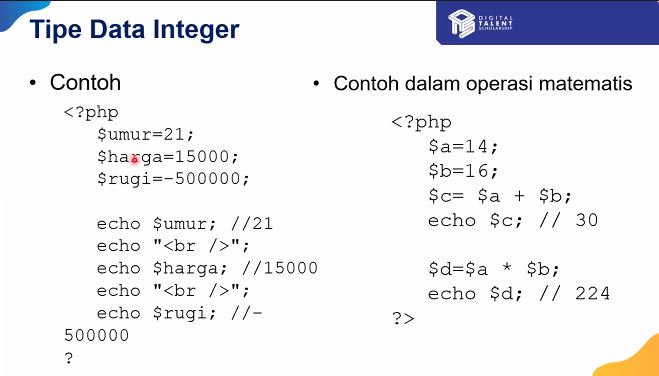 Tipe Data Integer
DIGITAL
TALENT
SCHOLARSHIP
• Contoh
<?php
$umur=21;
$harga=15000;
$rugi=-500000;
echo $umur; //21
echo "<br />";
echo $harga; //15000
echo "<br />";
echo $rugi; //-
500000
?
• Contoh dalam operasi matematis
<?php
$a=14;
$b=16;
$c= $a + $b;
echo $c; // 30
$d=$a * $b;
echo $d; // 224
?>